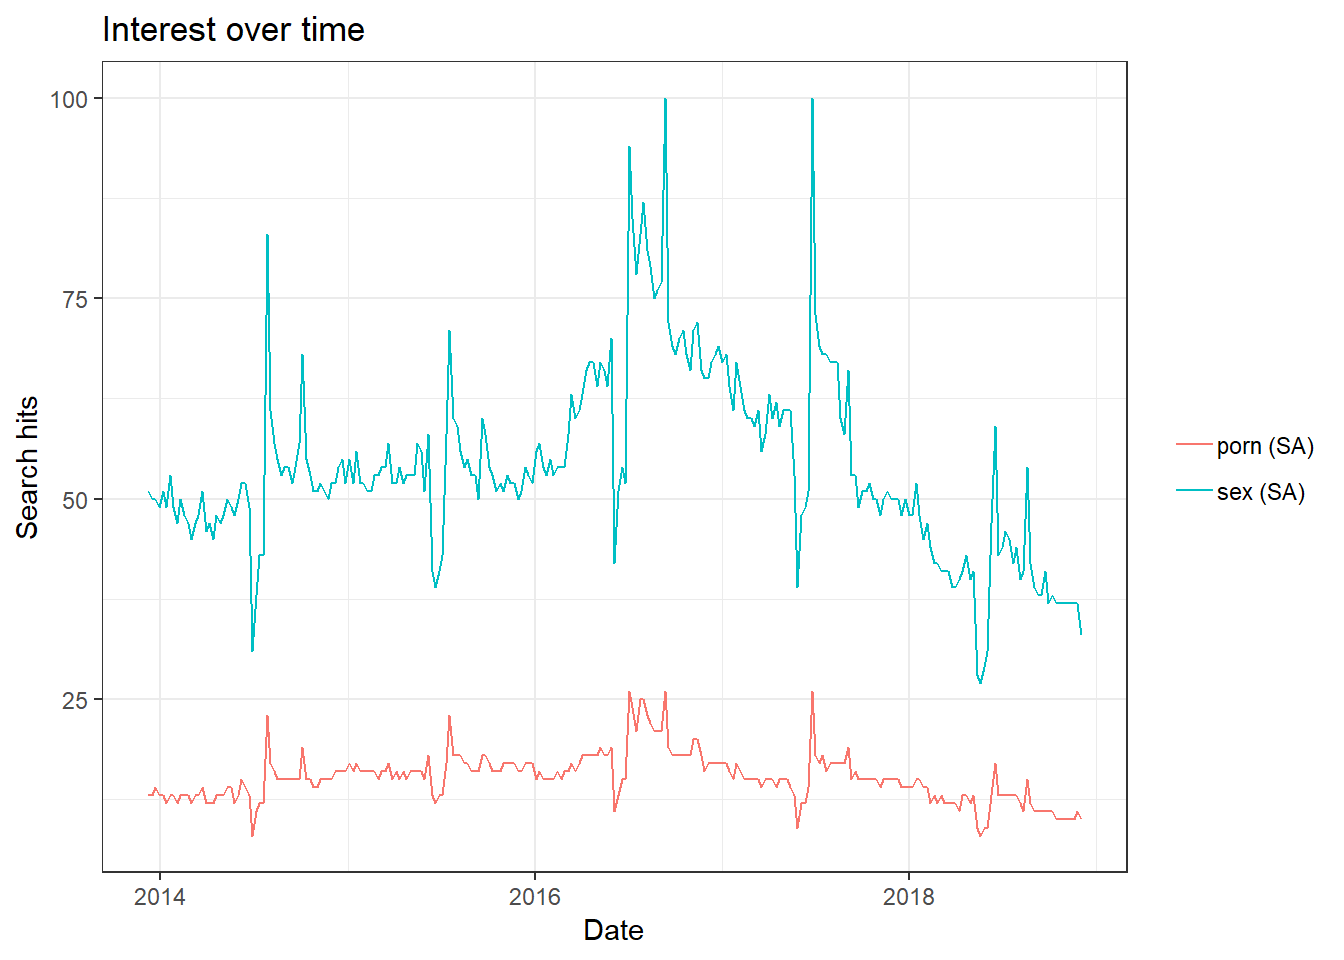 Interest over time
Search hits
100
75
50
25
2014
2016
2018
Date
porn (SA)
sex (SA)